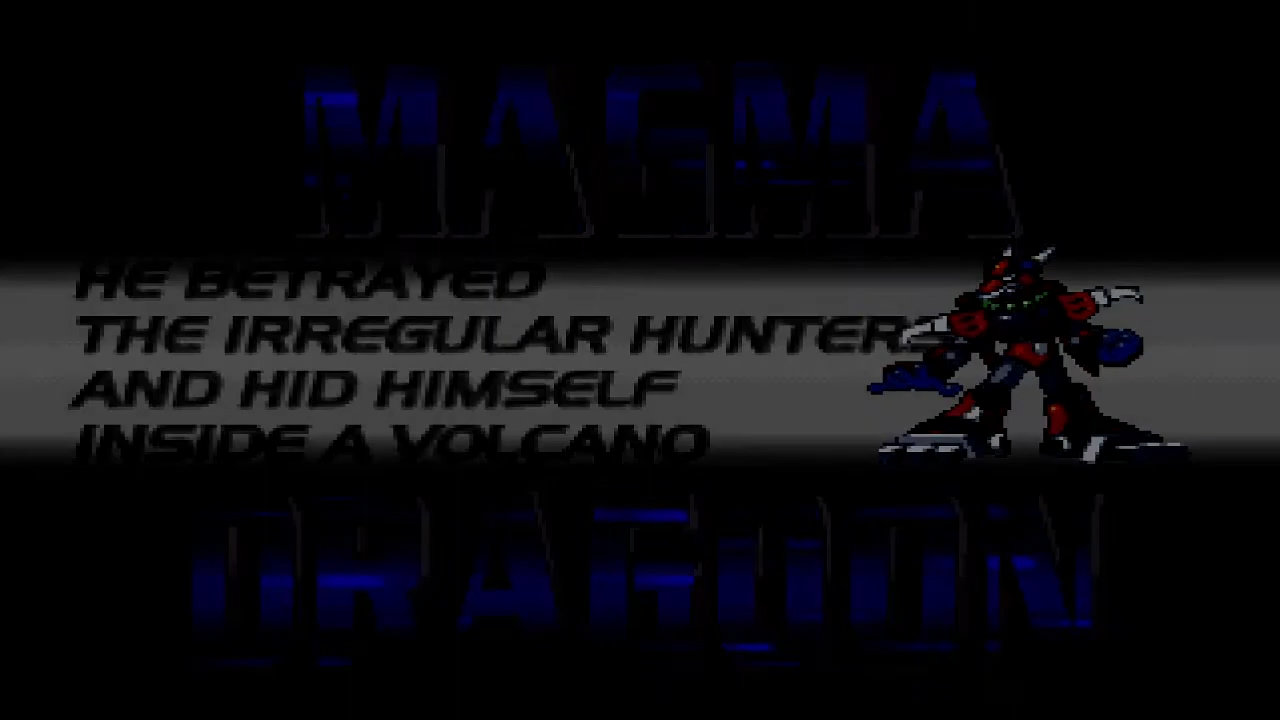 MAGMA
HE BETRAYED
THE IRREGULAR HUNTERS
AND HID HIMSELF
INSIDE A VOLCANO
DRAGOON